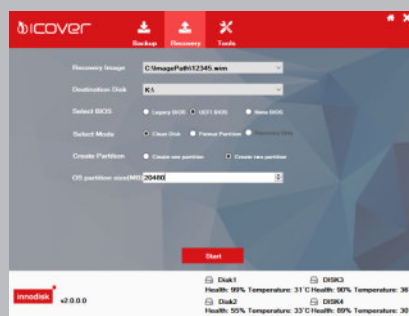 iCOVER
Backup Recovery Tools
Recovery Image C:\ImagePath\12345.wim
Destination Disk K:\
Select BIOS Legacy BIOS UEFI BIOS None BIOS
Select Mode Clean Disk Format Partition Recovery Only
Create Partition Create one partition Create two partition
OS partition size(MB) 20480
Start
Disk1 DISK3
Health: 99% Temperature: 31°C Health: 90% Temperature: 36
innodisk v2.0.0.0
Disk2 DISK4
Health: 55% Temperature: 33°C Health: 89% Temperature: 30